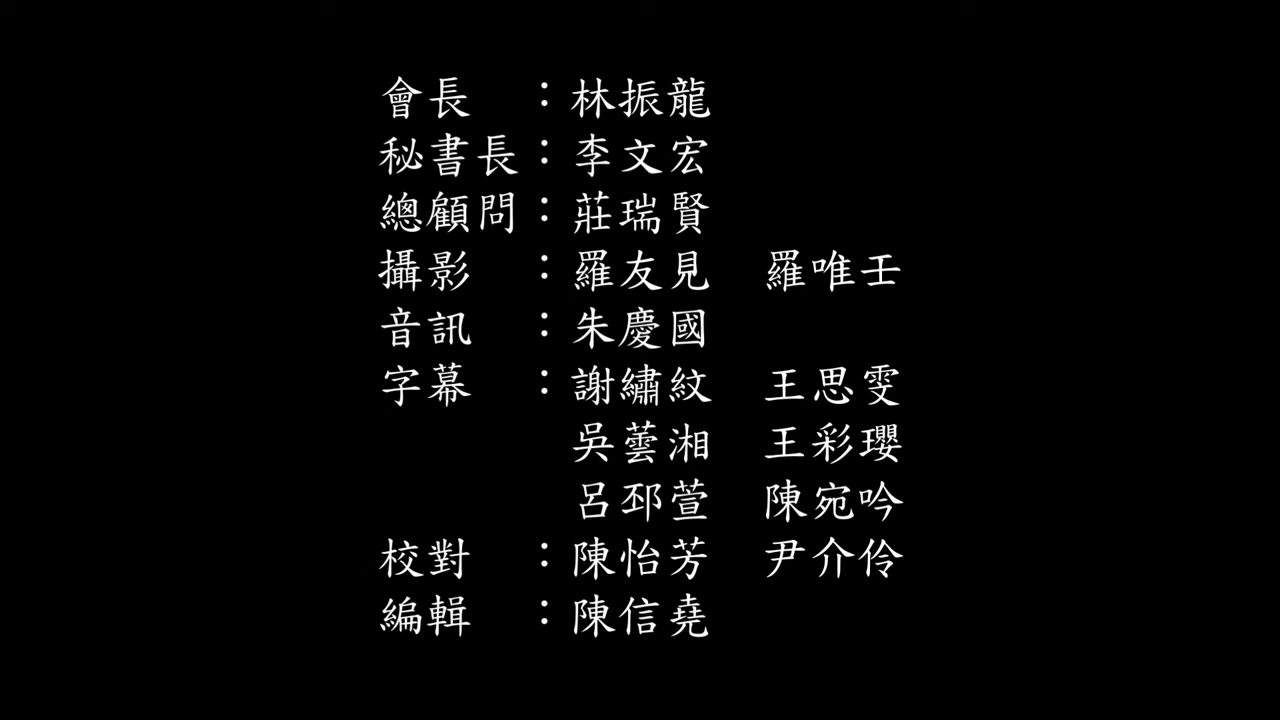 會長　：林振龍
秘書長：李文宏
總顧問：莊瑞賢
攝影　：羅友見　羅唯壬
音訊　：朱慶國
字幕　：謝繡紋　王思雯
吳蕓湘　王彩瓔
呂邳萱　陳宛吟
校對　：陳怡芳　尹介伶
編輯　：陳信堯